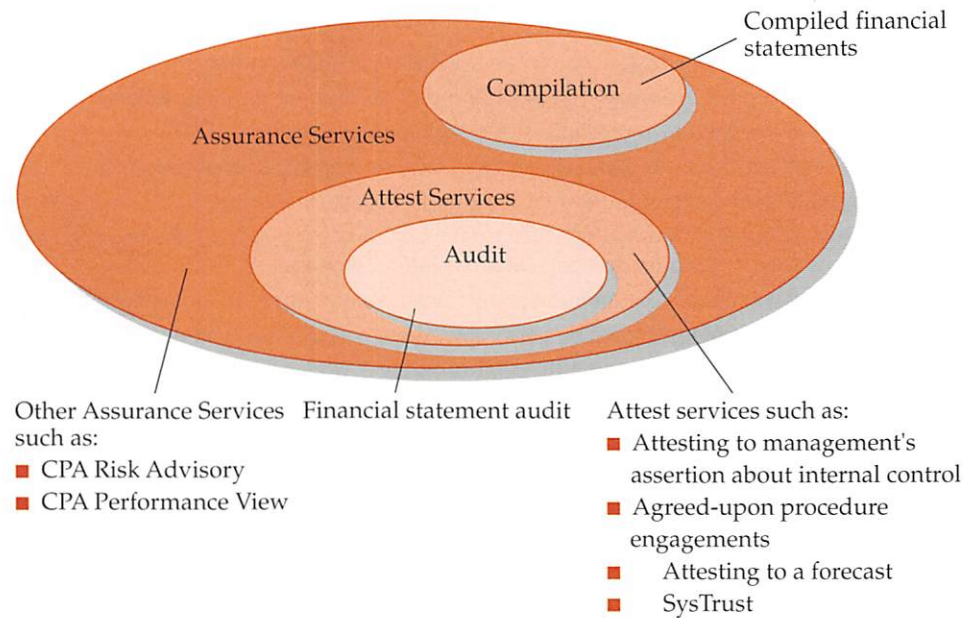 Compiled financial
statements
Compilation
Assurance Services
Attest Services
Audit
Other Assurance Services
such as:
■ CPA Risk Advisory
■ CPA Performance View
Financial statement audit
Attest services such as:
■ Attesting to management's
assertion about internal control
■ Agreed-upon procedure
engagements
■ Attesting to a forecast
■ SysTrust